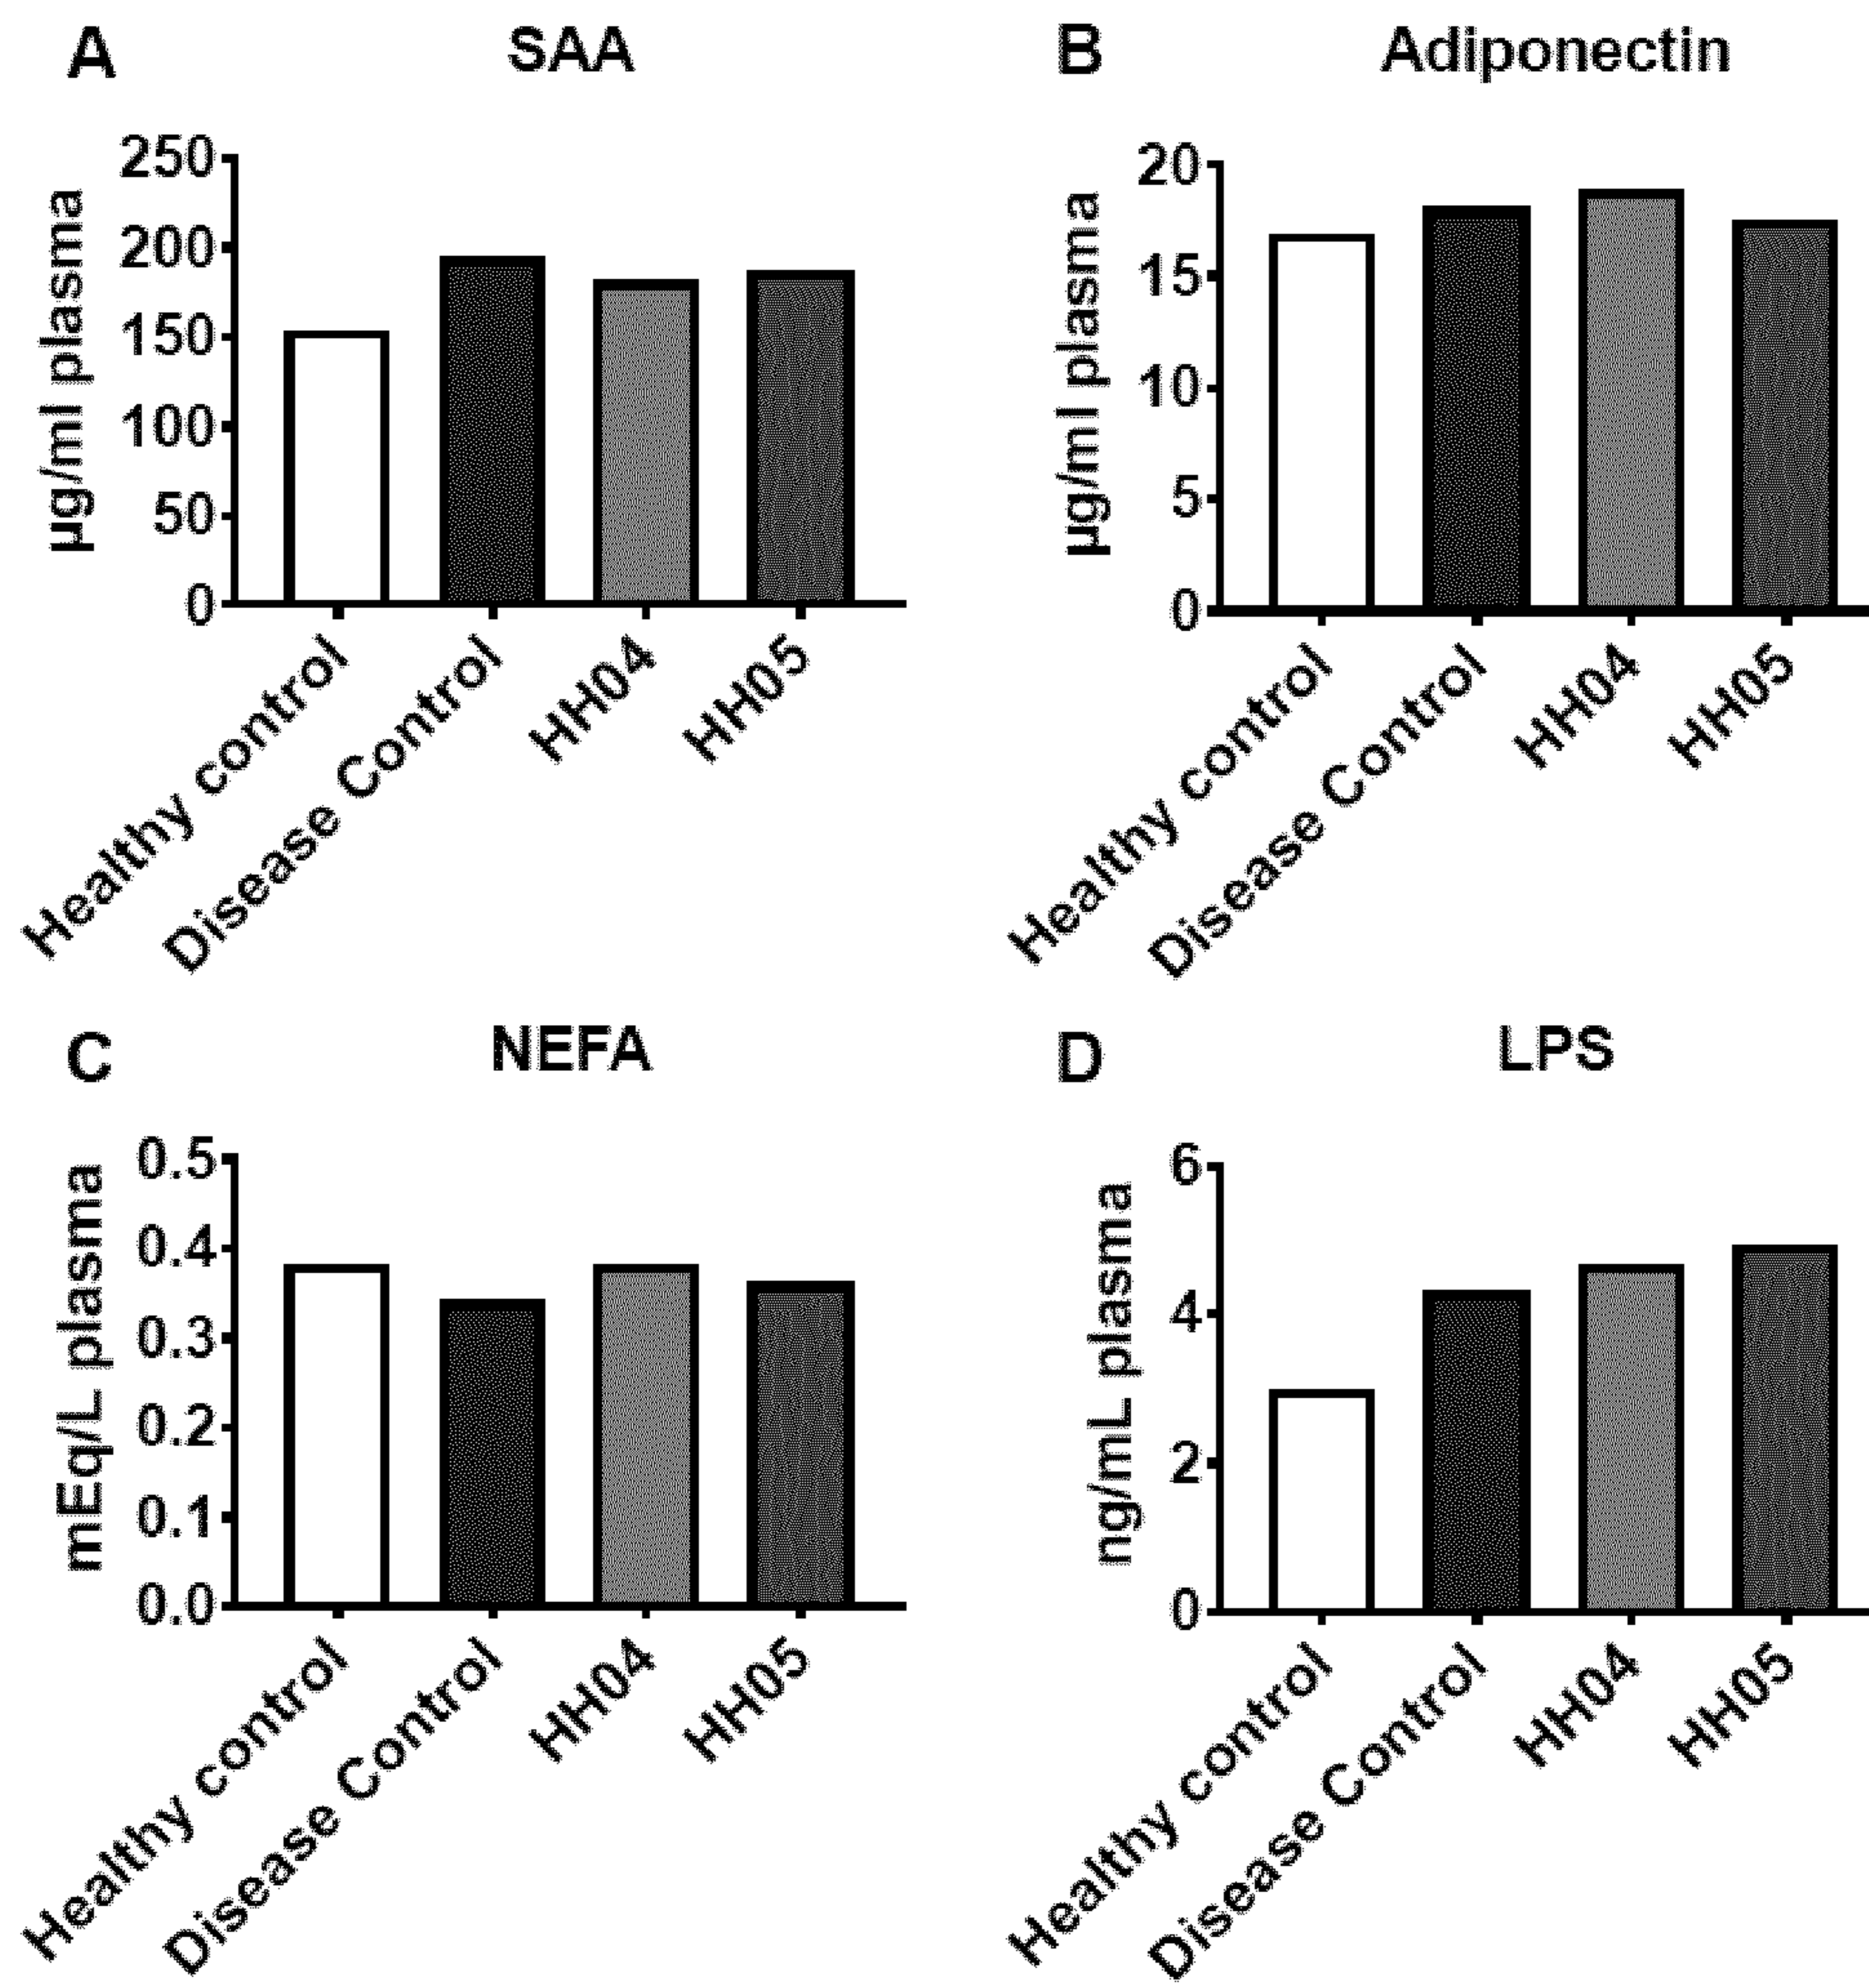 A
SAA
µg/ml plasma
250
200
150
100
50
0
Healthy control
Disease Control
HH04
HH05
B
Adiponectin
µg/ml plasma
20
15
10
5
0
Healthy control
Disease Control
HH04
HH05
C
NEFA
mEq/L plasma
0.5
0.4
0.3
0.2
0.1
0.0
Healthy control
Disease Control
HH04
HH05
D
LPS
ng/mL plasma
6
4
2
0
Healthy control
Disease Control
HH04
HH05